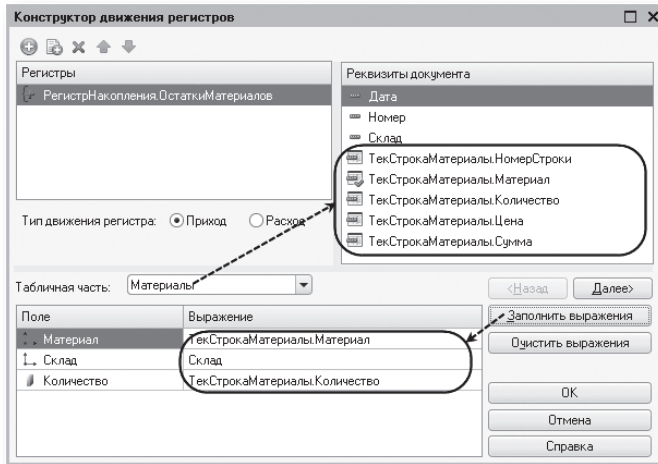 Конструктор движения регистров
Регистры
РегистрНакопления.ОстаткиМатериалов
Реквизиты документа
Дата
Номер
Склад
ТекСтрокаМатериалы.НомерСтроки
ТекСтрокаМатериалы.Материал
ТекСтрокаМатериалы.Количество
ТекСтрокаМатериалы.Цена
ТекСтрокаМатериалы.Сумма
Тип движения регистра: Приход Расход
Табличная часть: Материалы
<Назад Далее>
Поле Выражение
Материал ТекСтрокаМатериалы.Материал
Склад Склад
Количество ТекСтрокаМатериалы.Количество
Заполнить выражения
Очистить выражения
ОК
Отмена
Справка